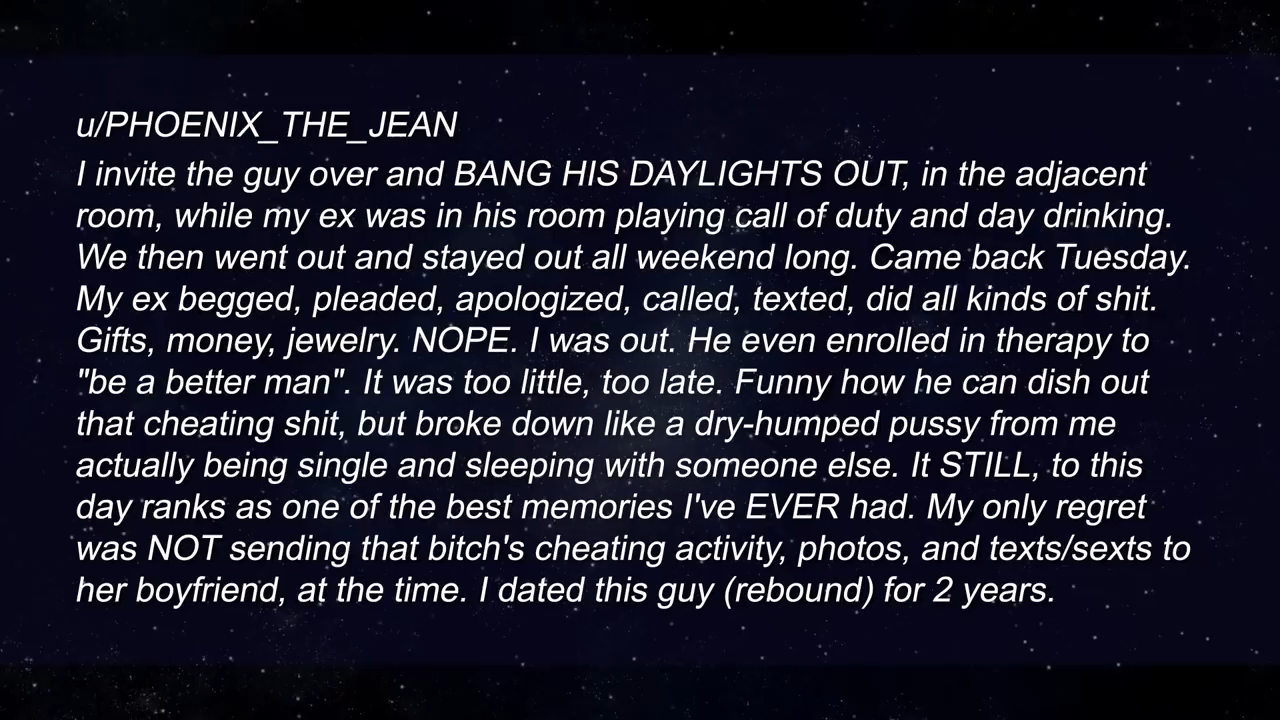 u/PHOENIX_THE_JEAN
I invite the guy over and BANG HIS DAYLIGHTS OUT, in the adjacent
room, while my ex was in his room playing call of duty and day drinking.
We then went out and stayed out all weekend long. Came back Tuesday.
My ex begged, pleaded, apologized, called, texted, did all kinds of shit.
Gifts, money, jewelry. NOPE. I was out. He even enrolled in therapy to
"be a better man". It was too little, too late. Funny how he can dish out
that cheating shit, but broke down like a dry-humped pussy from me
actually being single and sleeping with someone else. It STILL, to this
day ranks as one of the best memories I've EVER had. My only regret
was NOT sending that bitch's cheating activity, photos, and texts/sexts to
her boyfriend, at the time. I dated this guy (rebound) for 2 years.